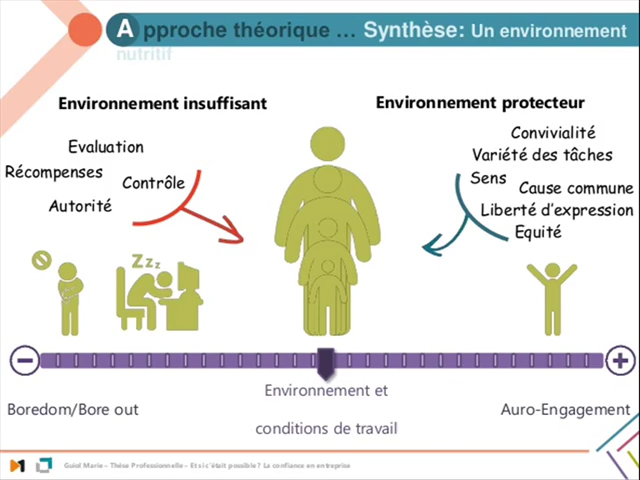 Approche théorique … Synthèse: Un environnement
nutritif
Environnement insuffisant
Environnement protecteur
Evaluation
Récompenses
Contrôle
Autorité
Convivialité
Variété des tâches
Sens
Cause commune
Liberté d'expression
Equité
Zzz
Environnement et
conditions de travail
Boredom/Bore out
Auro-Engagement
Guiol Marie – Thèse Professionnelle – Et si c'était possible ? La confiance en entreprise